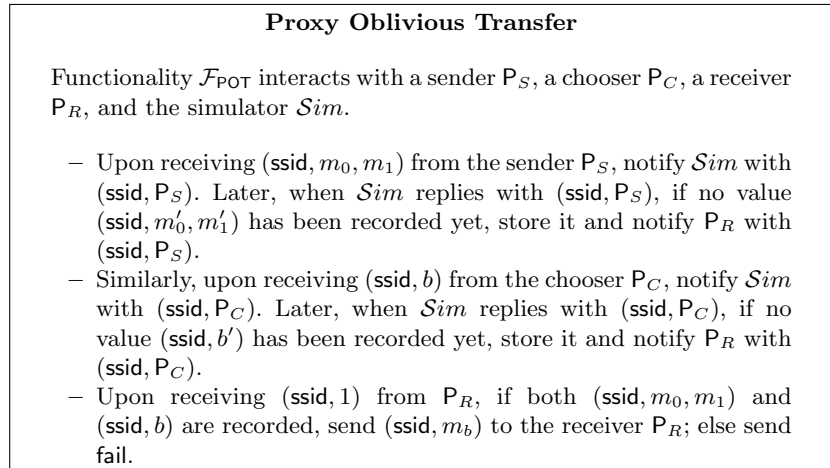 Proxy Oblivious Transfer
Functionality 𝓕_POT interacts with a sender P_S, a chooser P_C, a receiver
P_R, and the simulator 𝒮im.
– Upon receiving (ssid, m_0, m_1) from the sender P_S, notify 𝒮im with
(ssid, P_S). Later, when 𝒮im replies with (ssid, P_S), if no value
(ssid, m′_0, m′_1) has been recorded yet, store it and notify P_R with
(ssid, P_S).
– Similarly, upon receiving (ssid, b) from the chooser P_C, notify 𝒮im
with (ssid, P_C). Later, when 𝒮im replies with (ssid, P_C), if no
value (ssid, b′) has been recorded yet, store it and notify P_R with
(ssid, P_C).
– Upon receiving (ssid, 1) from P_R, if both (ssid, m_0, m_1) and
(ssid, b) are recorded, send (ssid, m_b) to the receiver P_R; else send
fail.